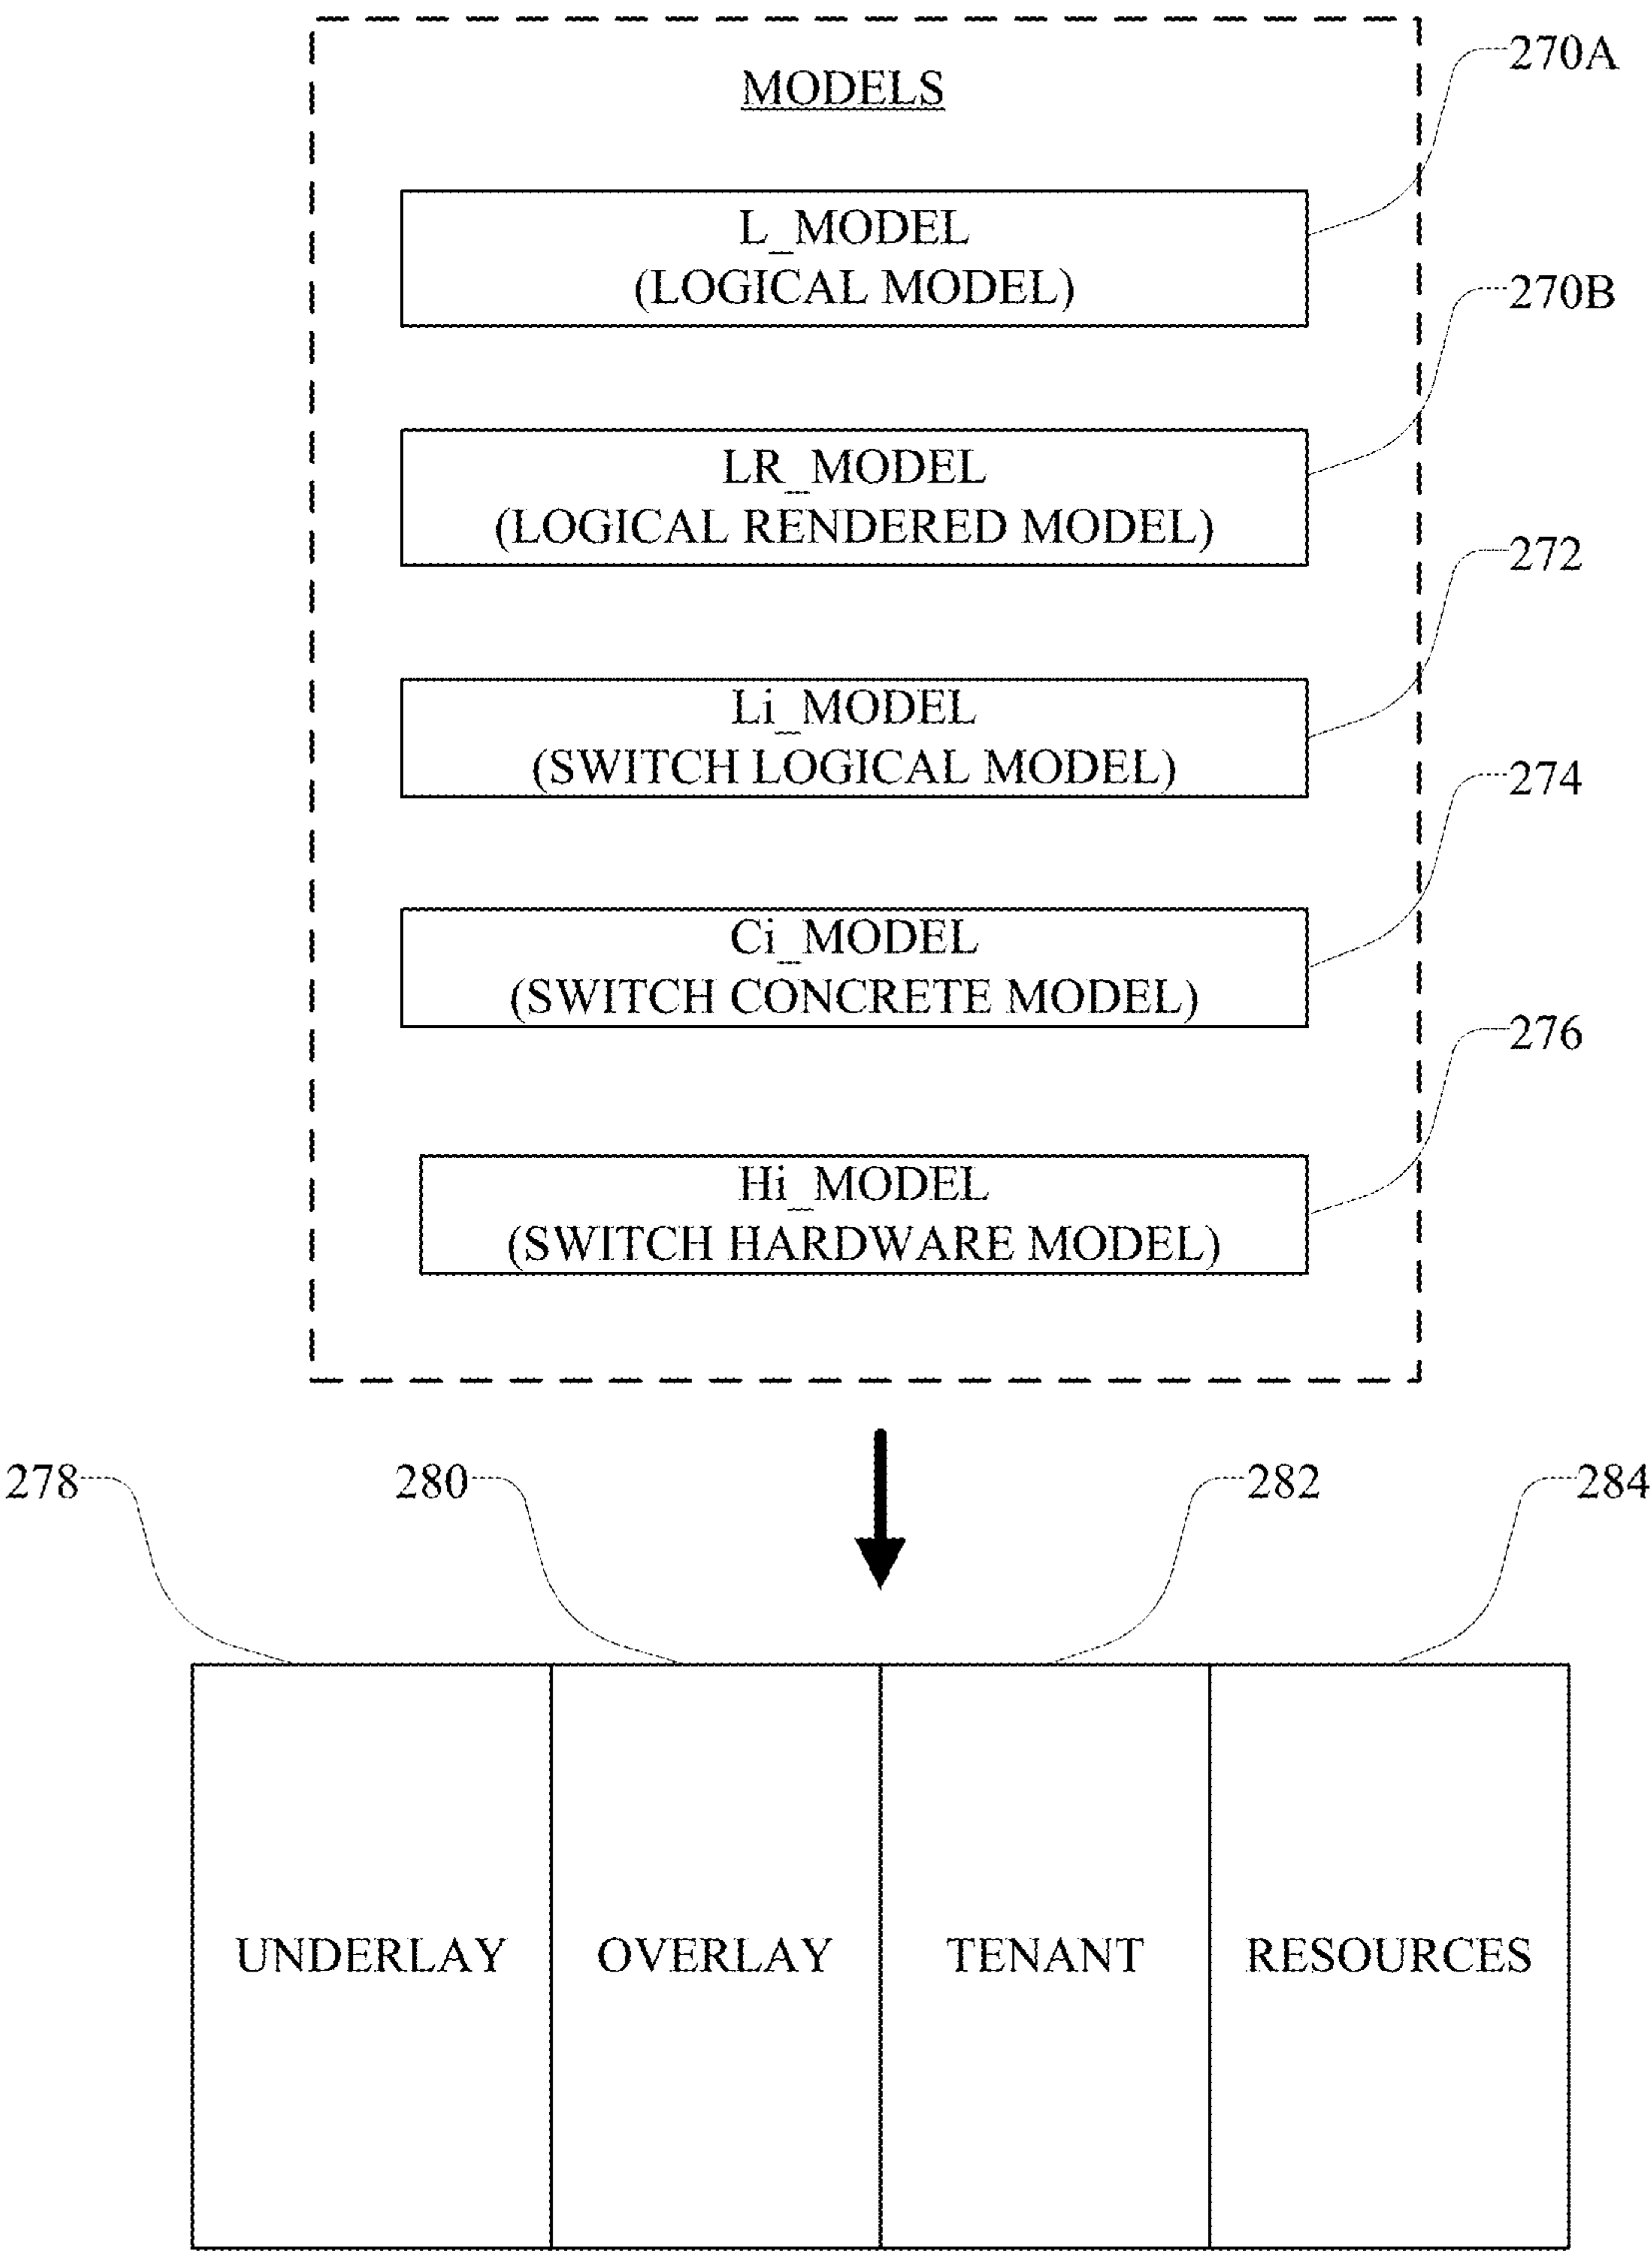 MODELS
270A
L_MODEL
(LOGICAL MODEL)
270B
LR_MODEL
(LOGICAL RENDERED MODEL)
272
Li_MODEL
(SWITCH LOGICAL MODEL)
274
Ci_MODEL
(SWITCH CONCRETE MODEL)
276
Hi_MODEL
(SWITCH HARDWARE MODEL)
278 280 282 284
UNDERLAY OVERLAY TENANT RESOURCES